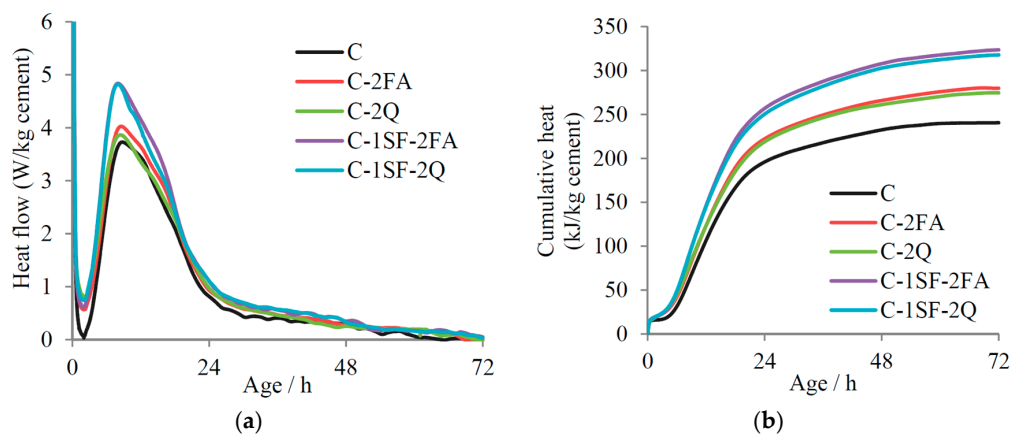 6
5
4
3
2
1
0
Heat flow (W/kg cement)
C
C-2FA
C-2Q
C-1SF-2FA
C-1SF-2Q
0 24 48 72
Age / h
(a)
350
300
250
200
150
100
50
0
Cumulative heat
(kJ/kg cement)
C
C-2FA
C-2Q
C-1SF-2FA
C-1SF-2Q
0 24 48 72
Age / h
(b)